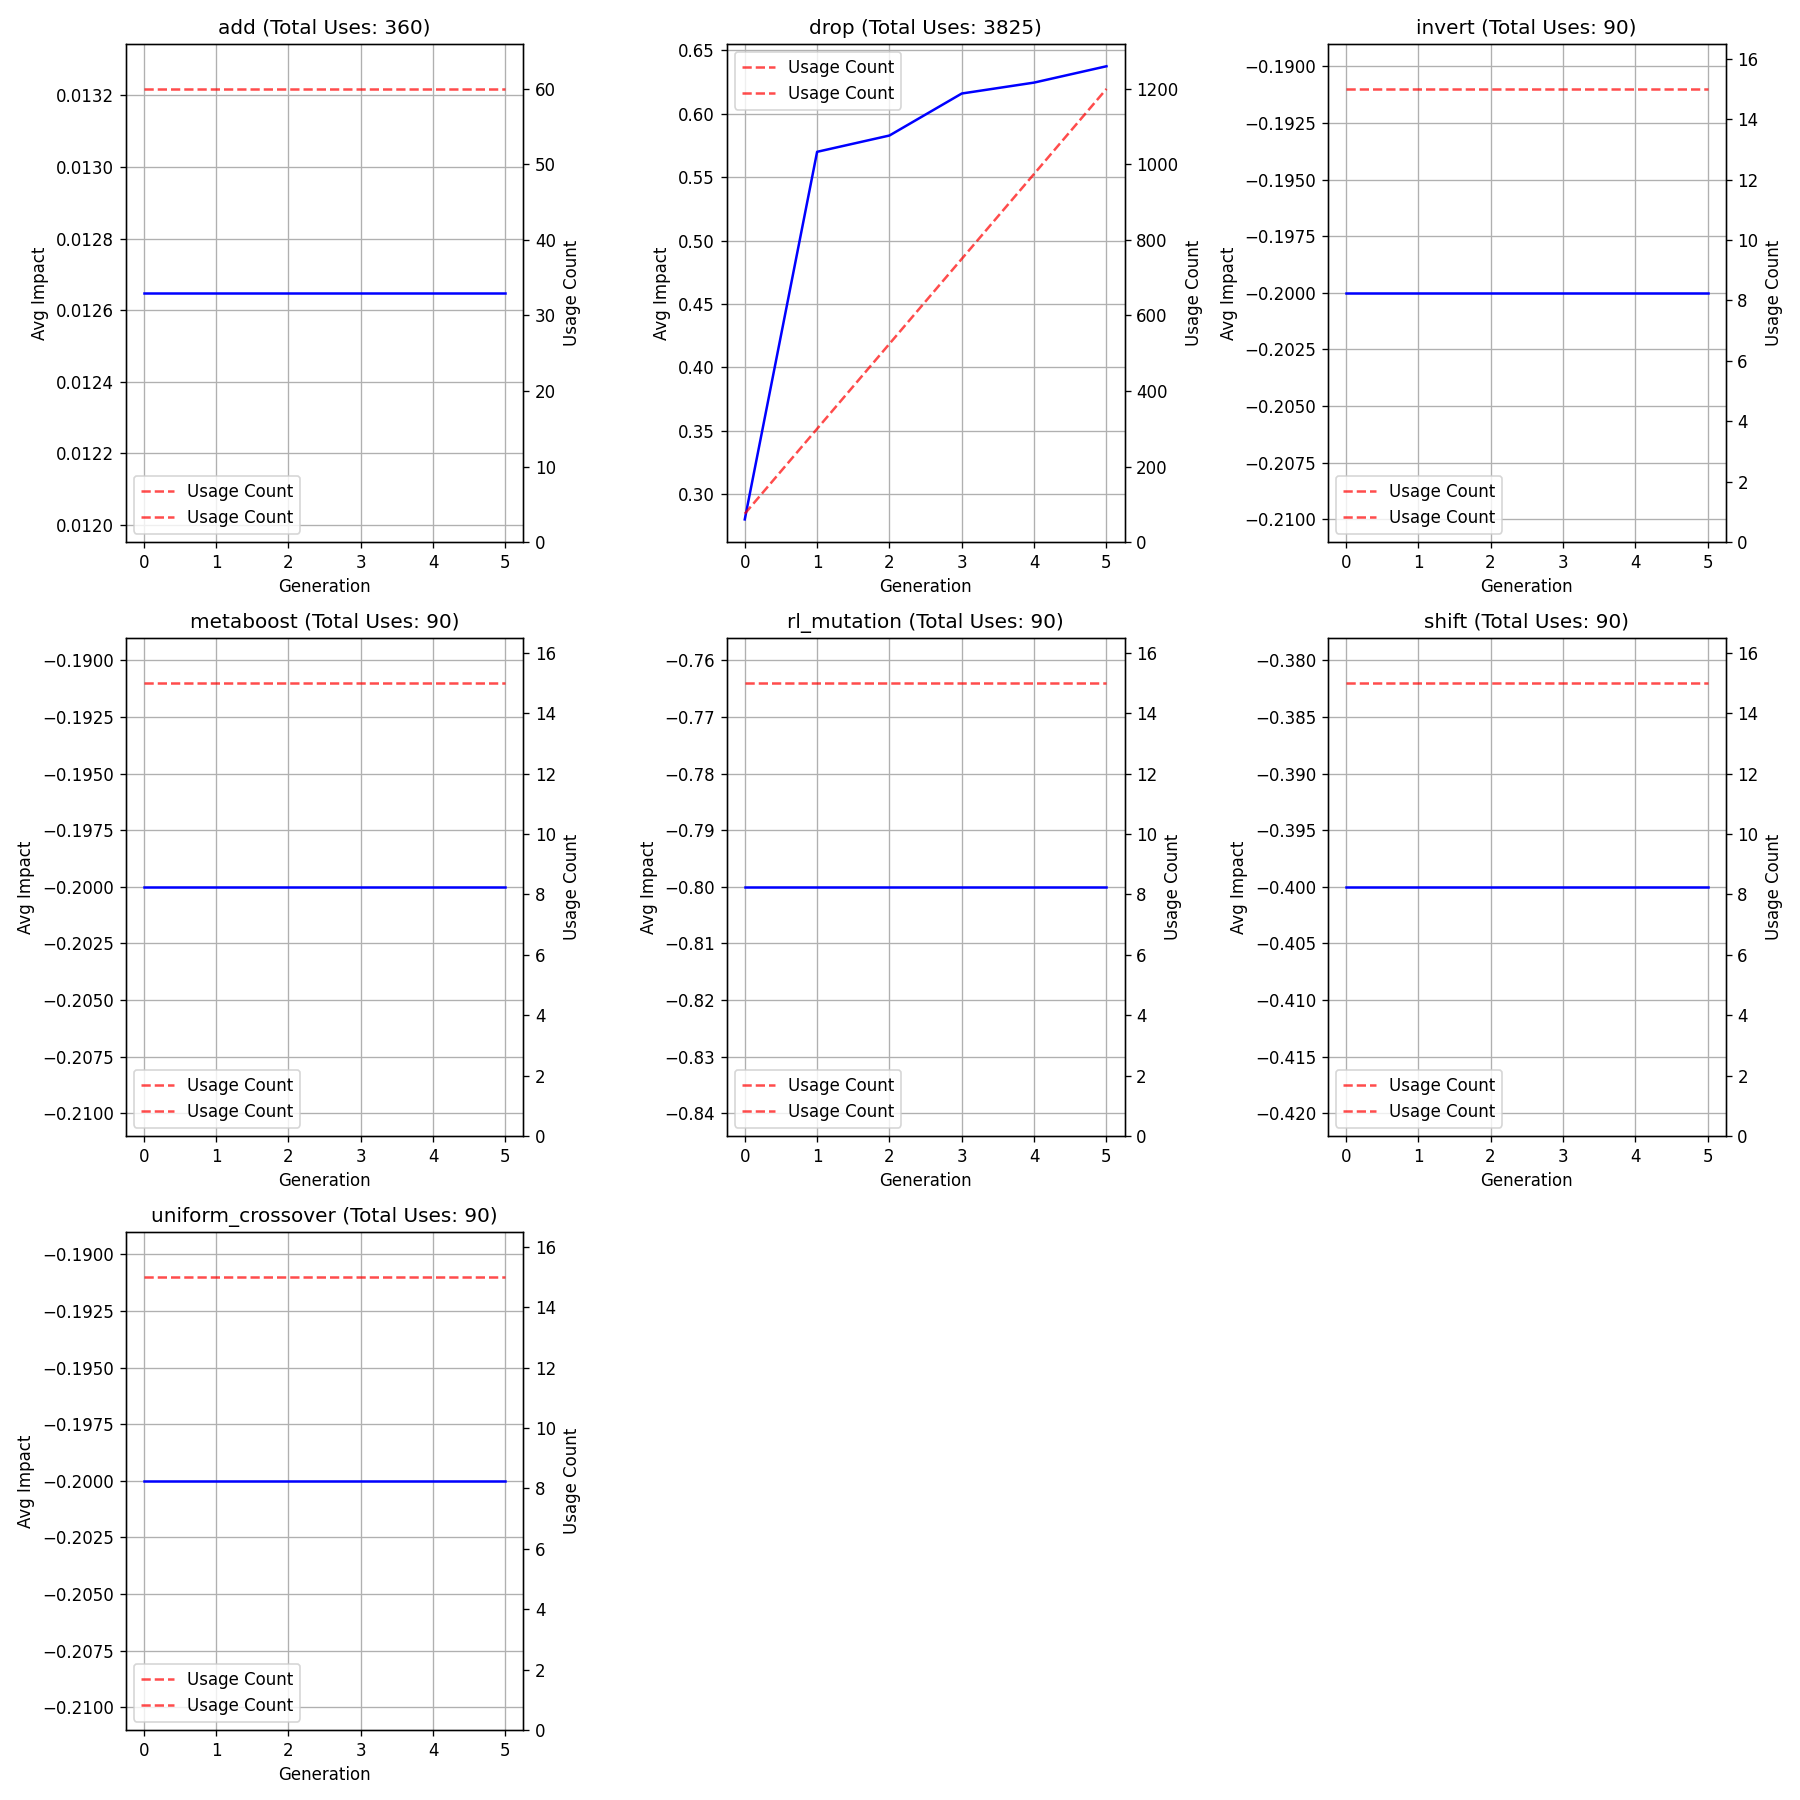 add (Total Uses: 360)
0.0132
0.0130
0.0128
0.0126
0.0124
0.0122
0.0120
Avg Impact
60
50
40
30
20
10
0
Usage Count
Usage Count
Usage Count
0 1 2 3 4 5
Generation
drop (Total Uses: 3825)
0.65
0.60
0.55
0.50
0.45
0.40
0.35
0.30
Avg Impact
1200
1000
800
600
400
200
0
Usage Count
Usage Count
Usage Count
0 1 2 3 4 5
Generation
invert (Total Uses: 90)
−0.1900
−0.1925
−0.1950
−0.1975
−0.2000
−0.2025
−0.2050
−0.2075
−0.2100
Avg Impact
16
14
12
10
8
6
4
2
0
Usage Count
Usage Count
Usage Count
0 1 2 3 4 5
Generation
metaboost (Total Uses: 90)
−0.1900
−0.1925
−0.1950
−0.1975
−0.2000
−0.2025
−0.2050
−0.2075
−0.2100
Avg Impact
16
14
12
10
8
6
4
2
0
Usage Count
Usage Count
Usage Count
0 1 2 3 4 5
Generation
rl_mutation (Total Uses: 90)
−0.76
−0.77
−0.78
−0.79
−0.80
−0.81
−0.82
−0.83
−0.84
Avg Impact
16
14
12
10
8
6
4
2
0
Usage Count
Usage Count
Usage Count
0 1 2 3 4 5
Generation
shift (Total Uses: 90)
−0.380
−0.385
−0.390
−0.395
−0.400
−0.405
−0.410
−0.415
−0.420
Avg Impact
16
14
12
10
8
6
4
2
0
Usage Count
Usage Count
Usage Count
0 1 2 3 4 5
Generation
uniform_crossover (Total Uses: 90)
−0.1900
−0.1925
−0.1950
−0.1975
−0.2000
−0.2025
−0.2050
−0.2075
−0.2100
Avg Impact
16
14
12
10
8
6
4
2
0
Usage Count
Usage Count
Usage Count
0 1 2 3 4 5
Generation